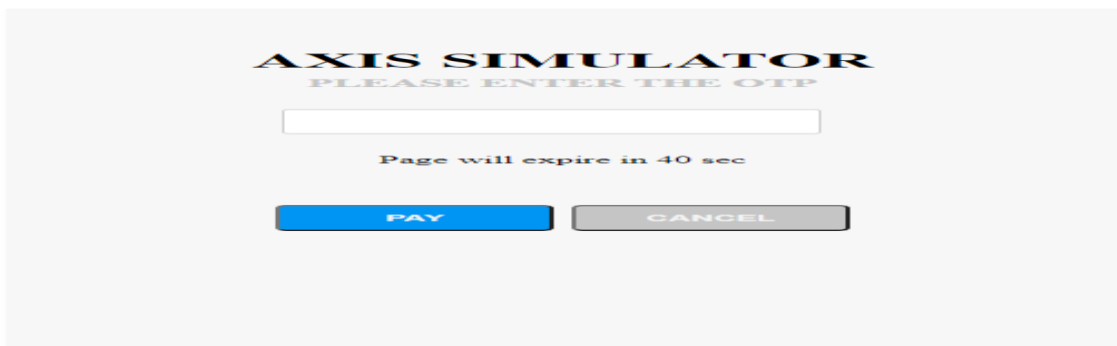 AXIS SIMULATOR
PLEASE ENTER THE OTP
Page will expire in 40 sec
PAY CANCEL